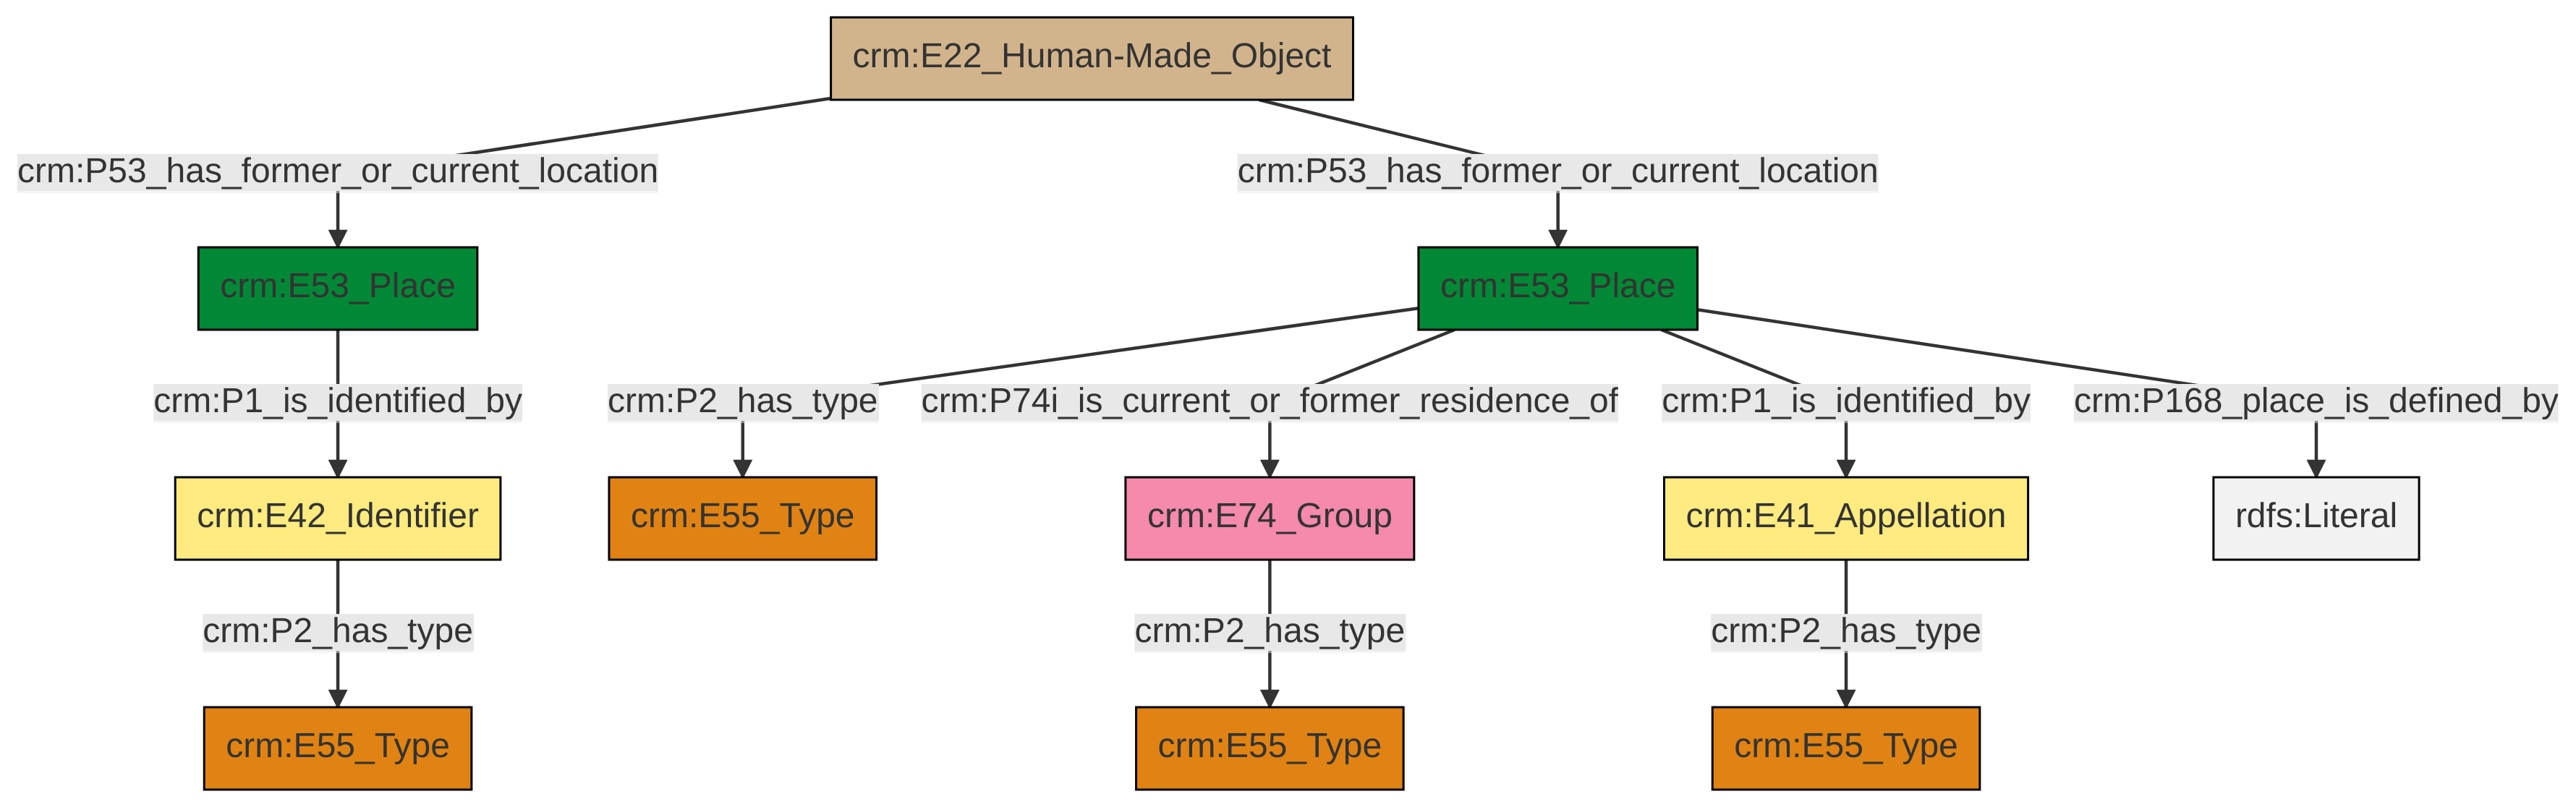 crm:E22_Human-Made_Object
crm:P53_has_former_or_current_location
crm:P53_has_former_or_current_location
crm:E53_Place
crm:E53_Place
crm:P1_is_identified_by
crm:P2_has_type
crm:P74i_is_current_or_former_residence_of
crm:P1_is_identified_by
crm:P168_place_is_defined_by
crm:E42_Identifier
crm:E55_Type
crm:E74_Group
crm:E41_Appellation
rdfs:Literal
crm:P2_has_type
crm:P2_has_type
crm:P2_has_type
crm:E55_Type
crm:E55_Type
crm:E55_Type